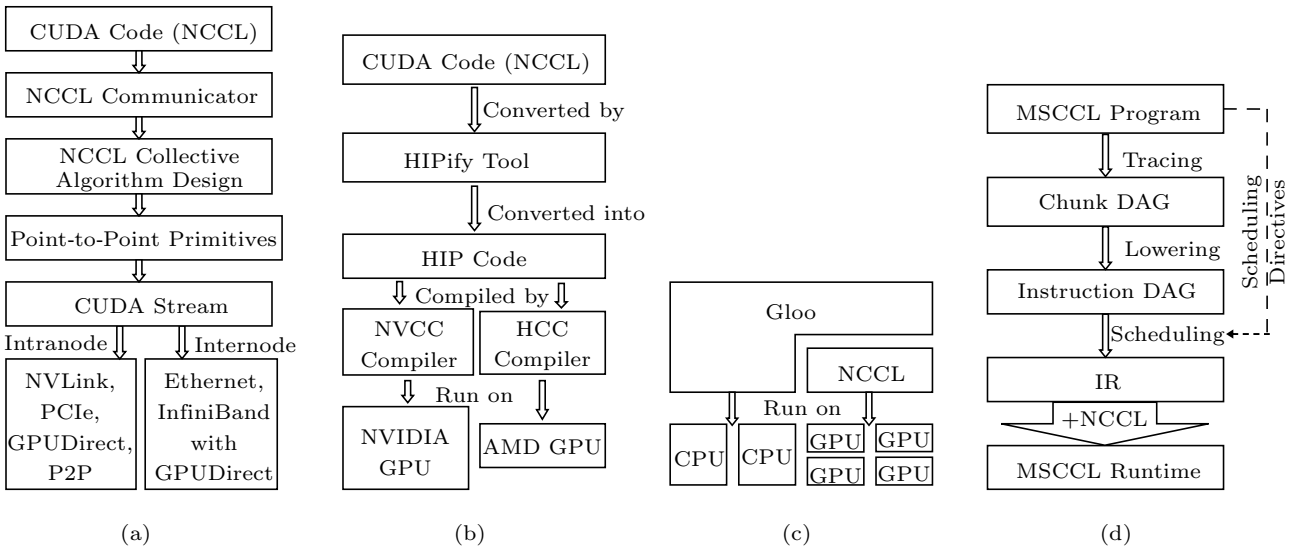 CUDA Code (NCCL)
NCCL Communicator
NCCL Collective
Algorithm Design
Point-to-Point Primitives
CUDA Stream
Intranode
Internode
NVLink,
PCIe,
GPUDirect,
P2P
Ethernet,
InfiniBand
with
GPUDirect
(a)
CUDA Code (NCCL)
Converted by
HIPify Tool
Converted into
HIP Code
Compiled by
NVCC
Compiler
HCC
Compiler
Run on
NVIDIA
GPU
AMD GPU
(b)
Gloo
NCCL
Run on
CPU
CPU
GPU
GPU
GPU
GPU
(c)
MSCCL Program
Tracing
Chunk DAG
Lowering
Instruction DAG
Scheduling
Scheduling
Directives
IR
+NCCL
MSCCL Runtime
(d)